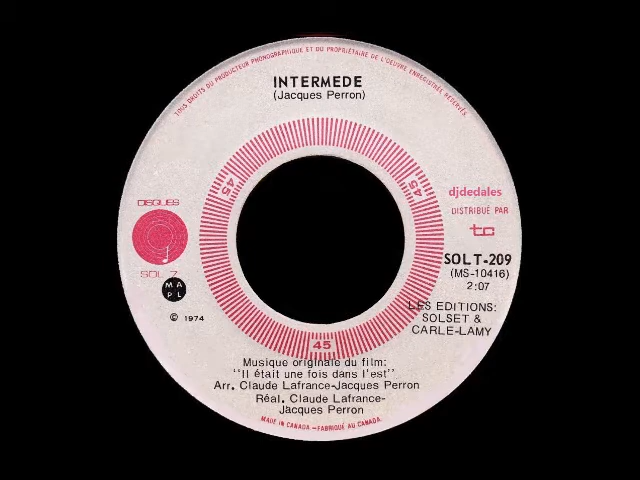 TOUS DROITS DU PRODUCTEUR PHONOGRAPHIQUE ET DU PROPRIÉTAIRE DE L'OEUVRE ENREGISTRÉE RÉSERVÉS.
INTERMEDE
(Jacques Perron)
45
45
djdedales
DISTRIBUÉ PAR
tc
DISQUES
SOL 7
MA
PL
© 1974
SOLT-209
(MS-10416)
2:07
LES EDITIONS:
SOLSET &
CARLE-LAMY
45
Musique originale du film:
"Il était une fois dans l'est"
Arr. Claude Lafrance-Jacques Perron
Réal. Claude Lafrance-
Jacques Perron
MADE IN CANADA – FABRIQUÉ AU CANADA.